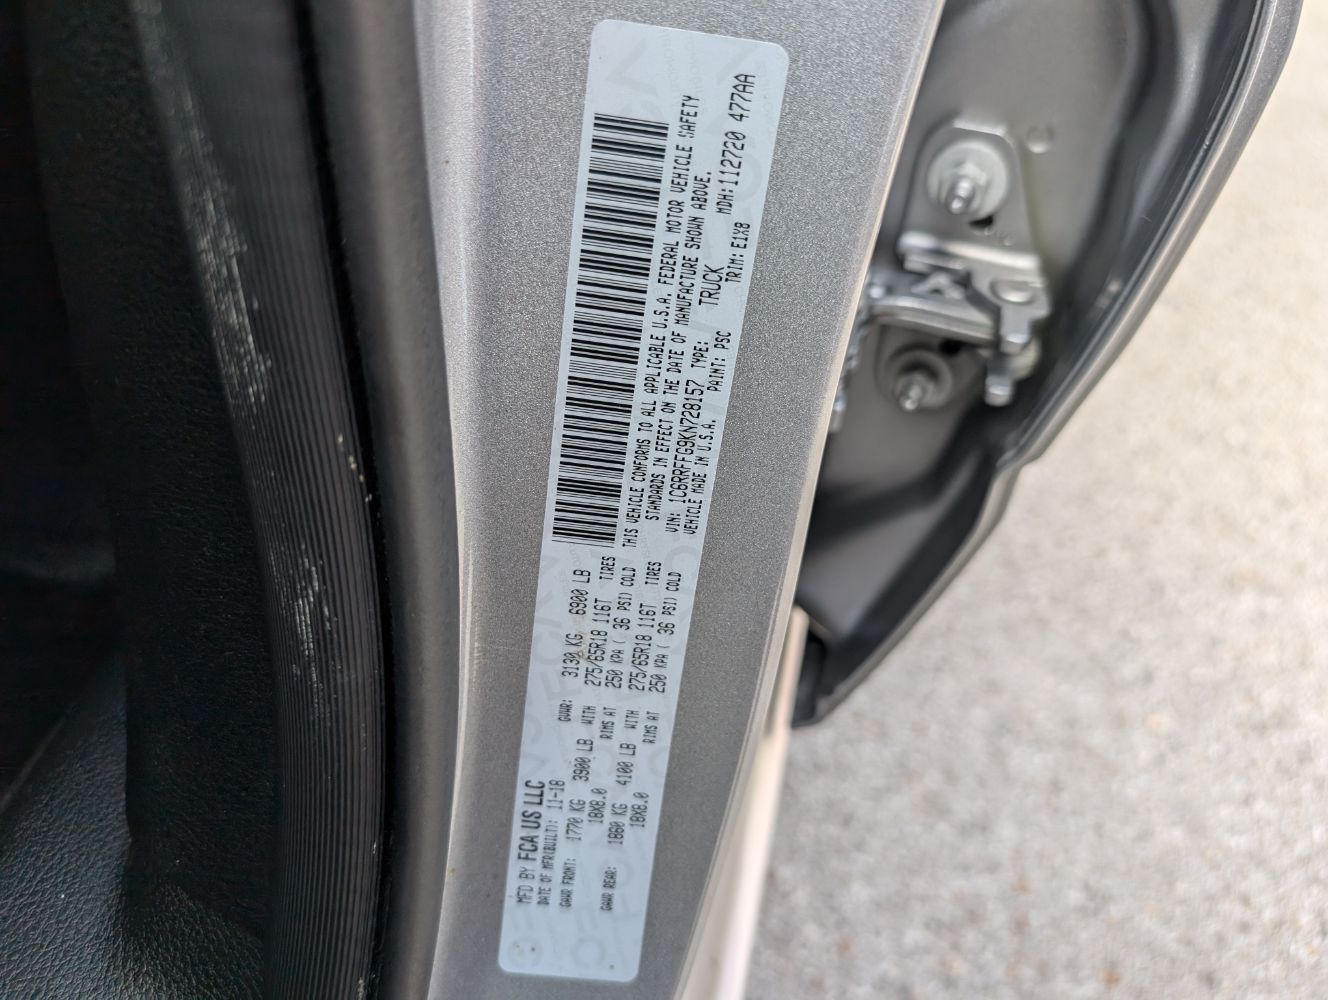 MFD BY FCA US LLC
DATE OF MFR(BUILT): 11-18 GVWR: 3130 KG 6900 LB
GAWR FRONT: 1770 KG 3900 LB WITH 275/65R18 116T TIRES
18X8.0 RIMS AT 250 KPA ( 36 PSI) COLD
GAWR REAR: 1860 KG 4100 LB WITH 275/65R18 116T TIRES
18X8.0 RIMS AT 250 KPA ( 36 PSI) COLD
THIS VEHICLE CONFORMS TO ALL APPLICABLE U.S.A. FEDERAL MOTOR VEHICLE SAFETY
STANDARDS IN EFFECT ON THE DATE OF MANUFACTURE SHOWN ABOVE.
VIN: 1C6RRFFG9KN728157 TYPE: TRUCK MDH:112720 477AA
VEHICLE MADE IN U.S.A. PAINT: PSC TRIM: E1X8